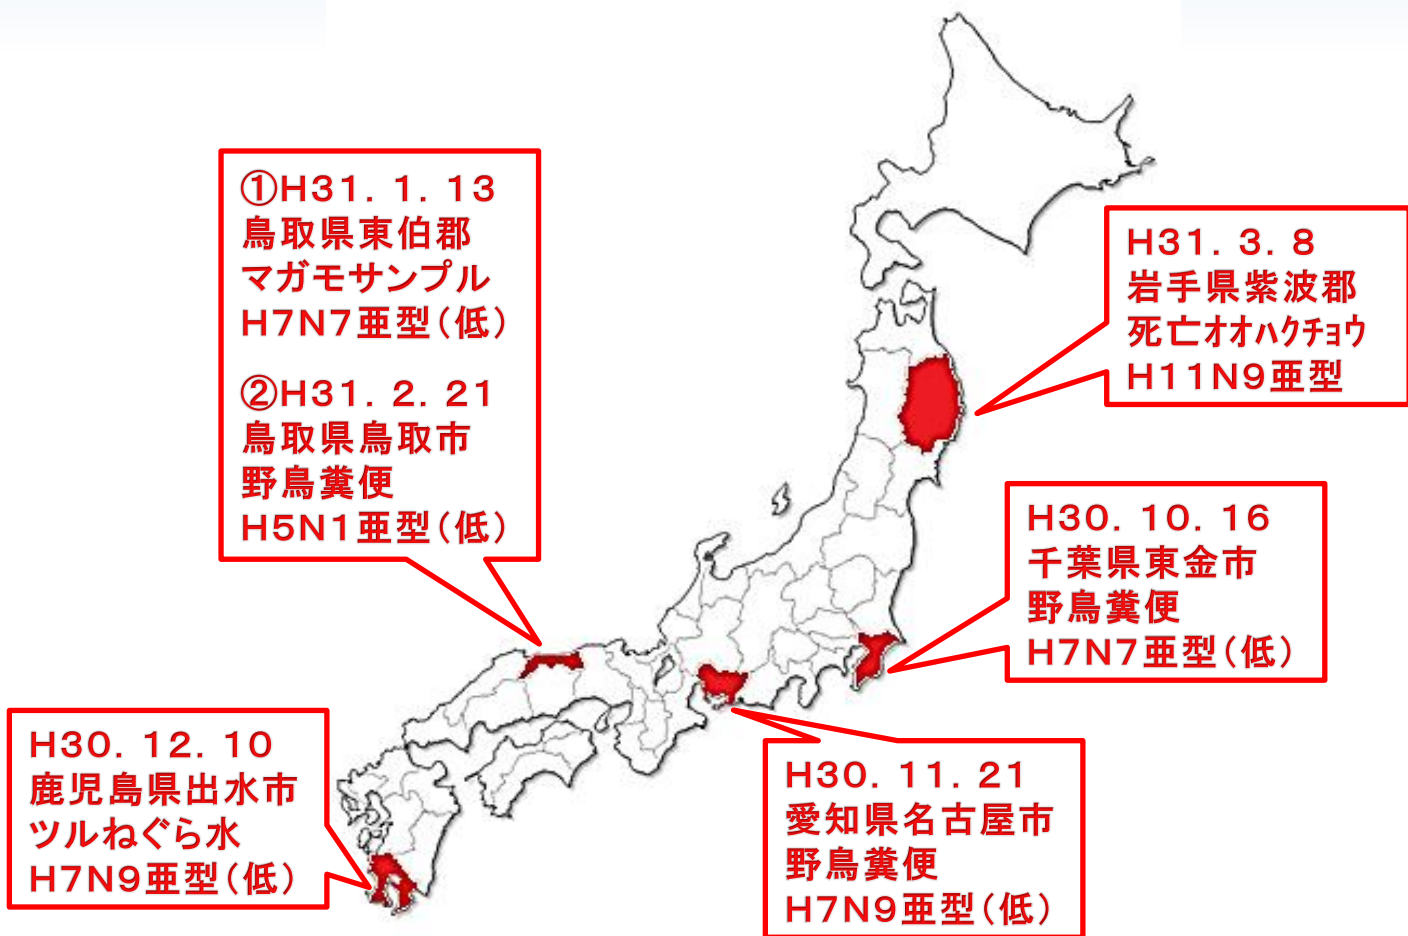 ①H31. 1. 13
鳥取県東伯郡
マガモサンプル
H7N7亜型(低)
②H31. 2. 21
鳥取県鳥取市
野鳥糞便
H5N1亜型(低)
H31. 3. 8
岩手県紫波郡
死亡オオハクチョウ
H11N9亜型
H30. 10. 16
千葉県東金市
野鳥糞便
H7N7亜型(低)
H30. 12. 10
鹿児島県出水市
ツルねぐら水
H7N9亜型(低)
H30. 11. 21
愛知県名古屋市
野鳥糞便
H7N9亜型(低)